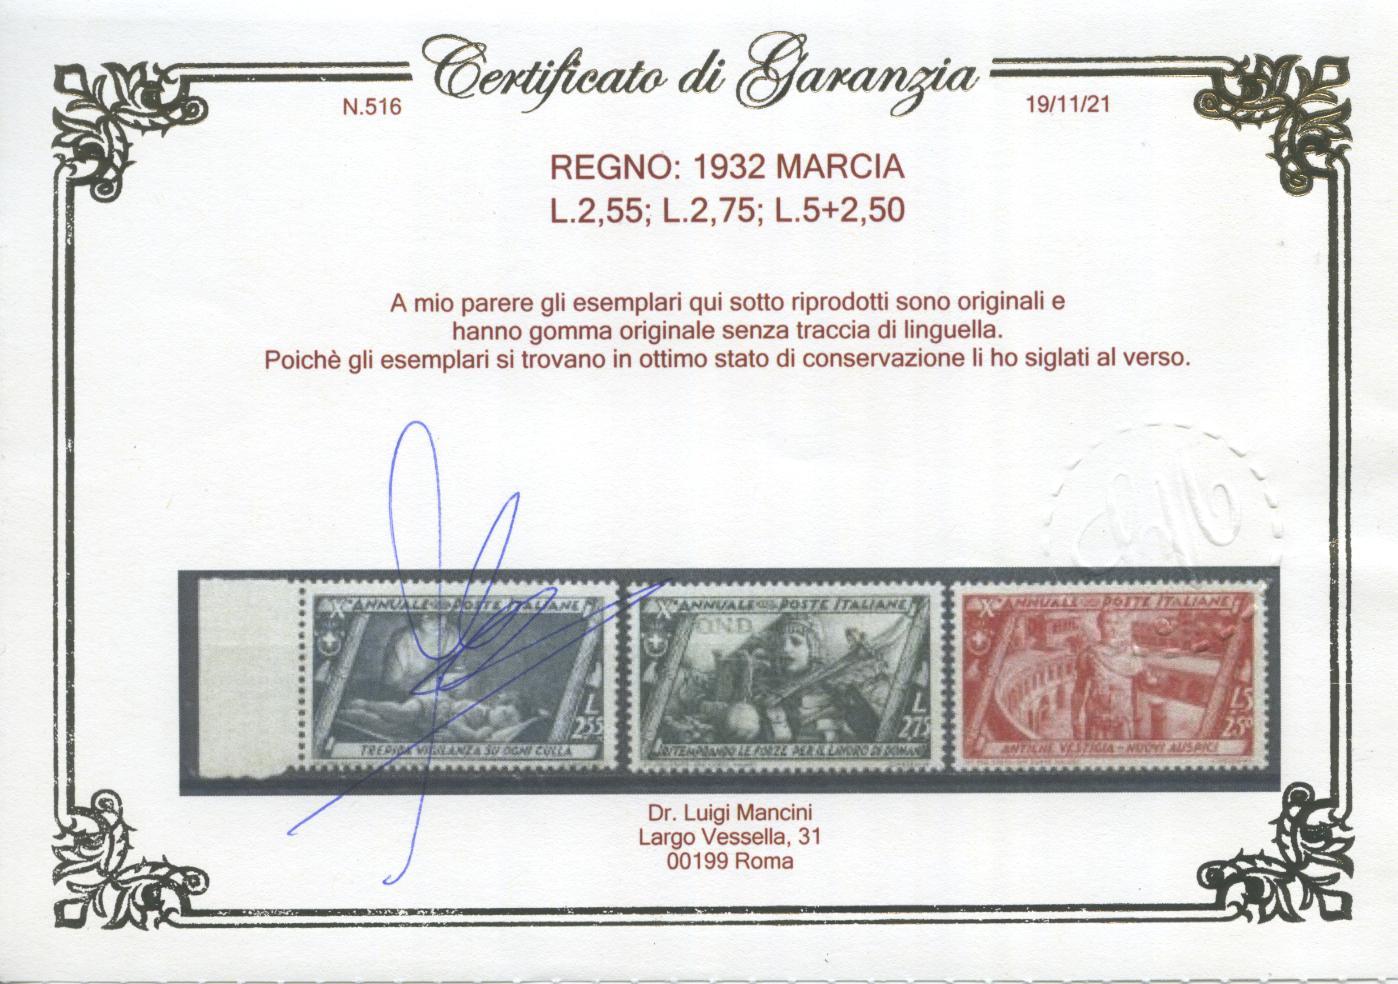 Certificato di Garanzia
N.516
19/11/21
REGNO: 1932 MARCIA
L.2,55; L.2,75; L.5+2,50
A mio parere gli esemplari qui sotto riprodotti sono originali e
hanno gomma originale senza traccia di linguella.
Poichè gli esemplari si trovano in ottimo stato di conservazione li ho siglati al verso.
X° ANNUALE POSTE ITALIANE
L.
2,55
TREPIDA VIGILANZA SU OGNI CULLA
X° ANNUALE POSTE ITALIANE
O.N.D.
L.
2,75
RITEMPRANDO LE FORZE PER IL LAVORO DI DOMANI
X° ANNUALE POSTE ITALIANE
L.5
2,50
ANTICHE VESTIGIA - NUOVI AUSPICI
Dr. Luigi Mancini
Largo Vessella, 31
00199 Roma